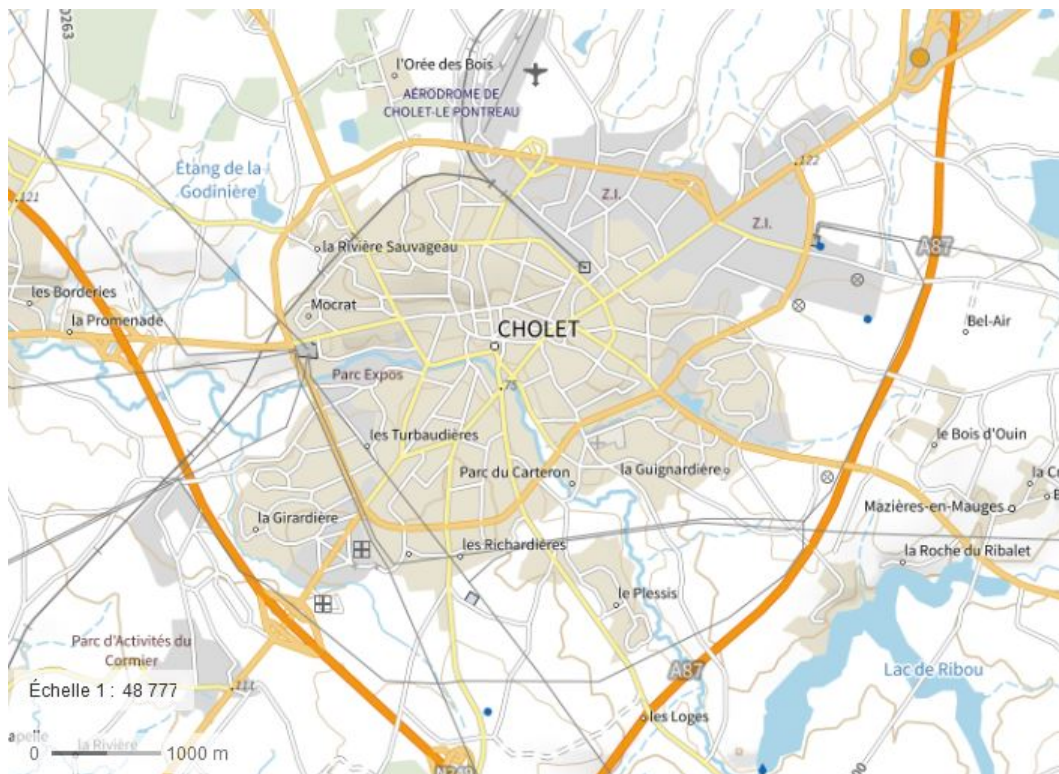 D263
l'Orée des Bois
AÉRODROME DE
CHOLET-LE PONTREAU
Étang de la
Godinière
121
122
Z.I.
Z.I.
la Rivière Sauvageau
A87
les Borderies
Mocrat
la Promenade
CHOLET
Bel-Air
Parc Expos
75
les Turbaudières
le Bois d'Ouin
Parc du Carteron
la Guignardière
Mazières-en-Mauges
la Girardière
les Richardières
la Roche du Ribalet
le Plessis
Parc d'Activités du
Cormier
A87
Lac de Ribou
Échelle 1 : 48 777
111
les Loges
la Rivière
0 1000 m
N249